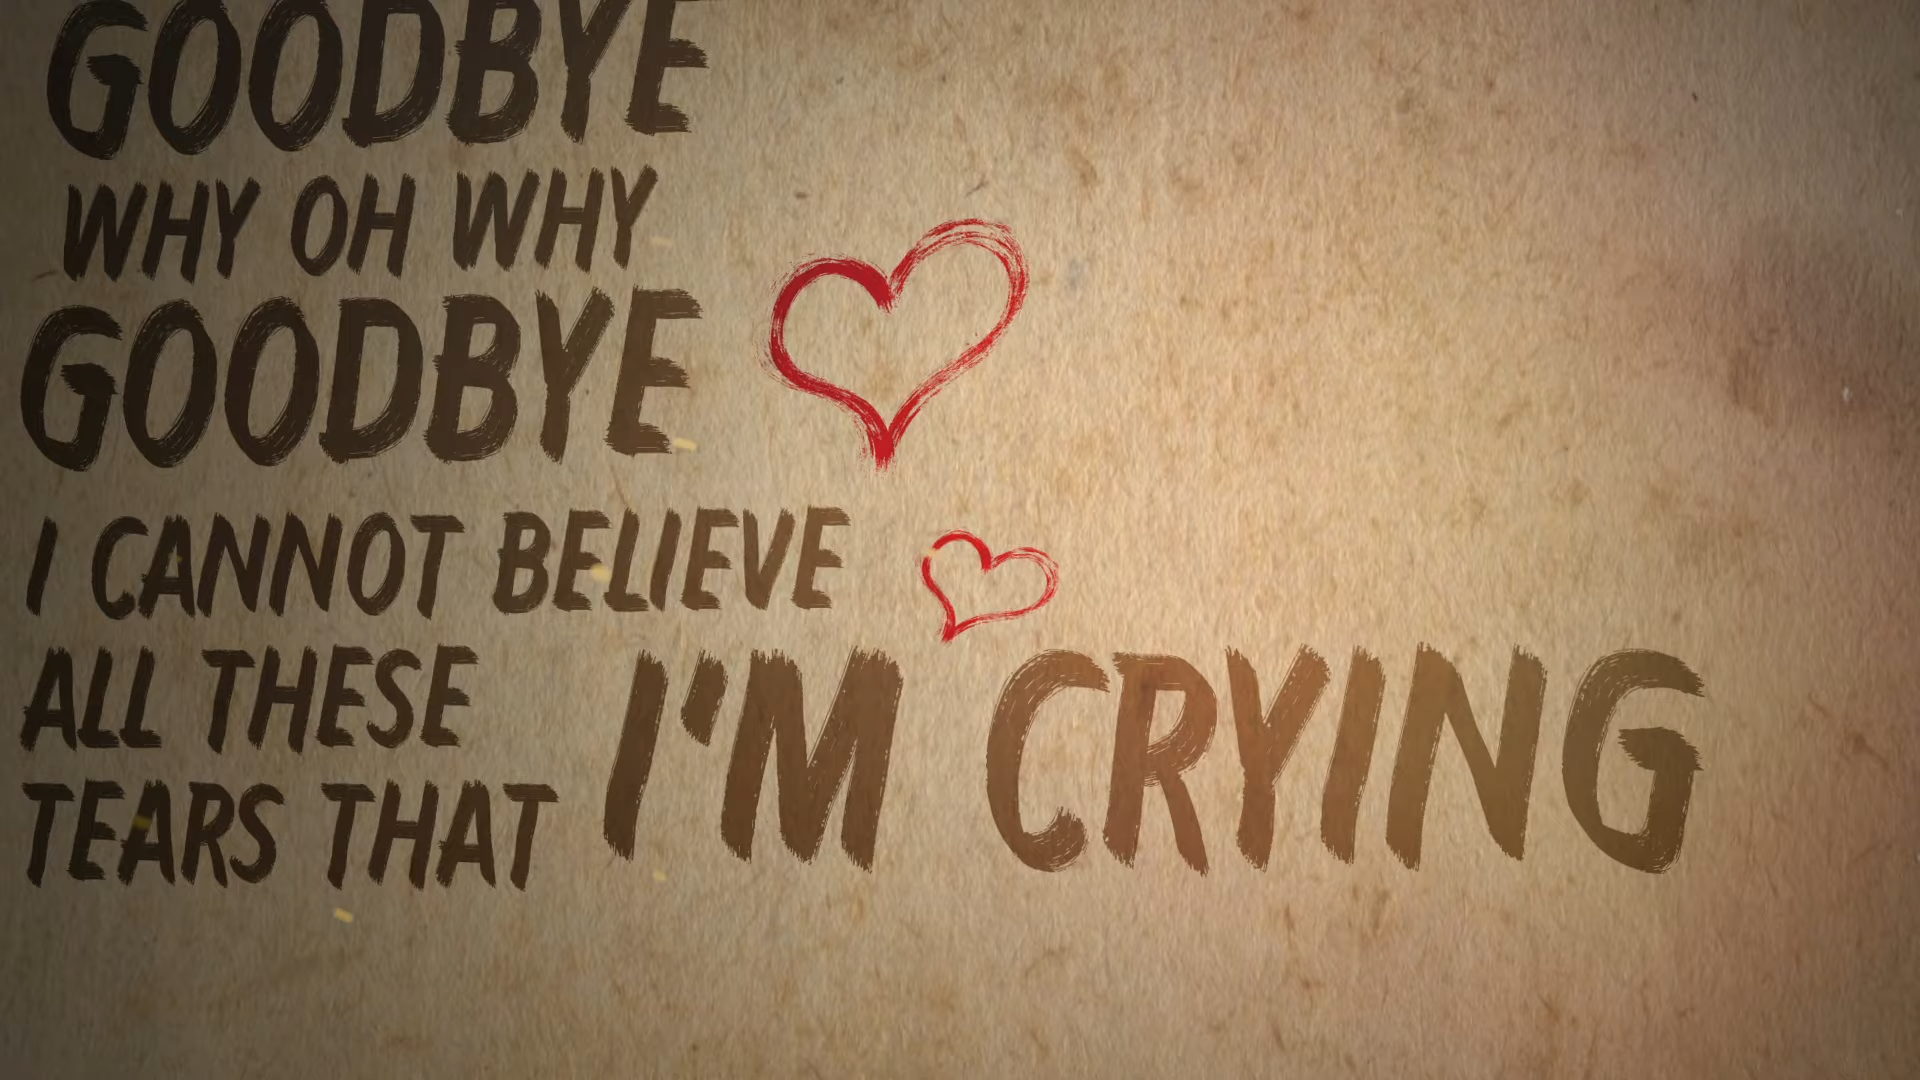 GOODBYE
WHY OH WHY
GOODBYE
I CANNOT BELIEVE
ALL THESE
TEARS THAT I'M CRYING